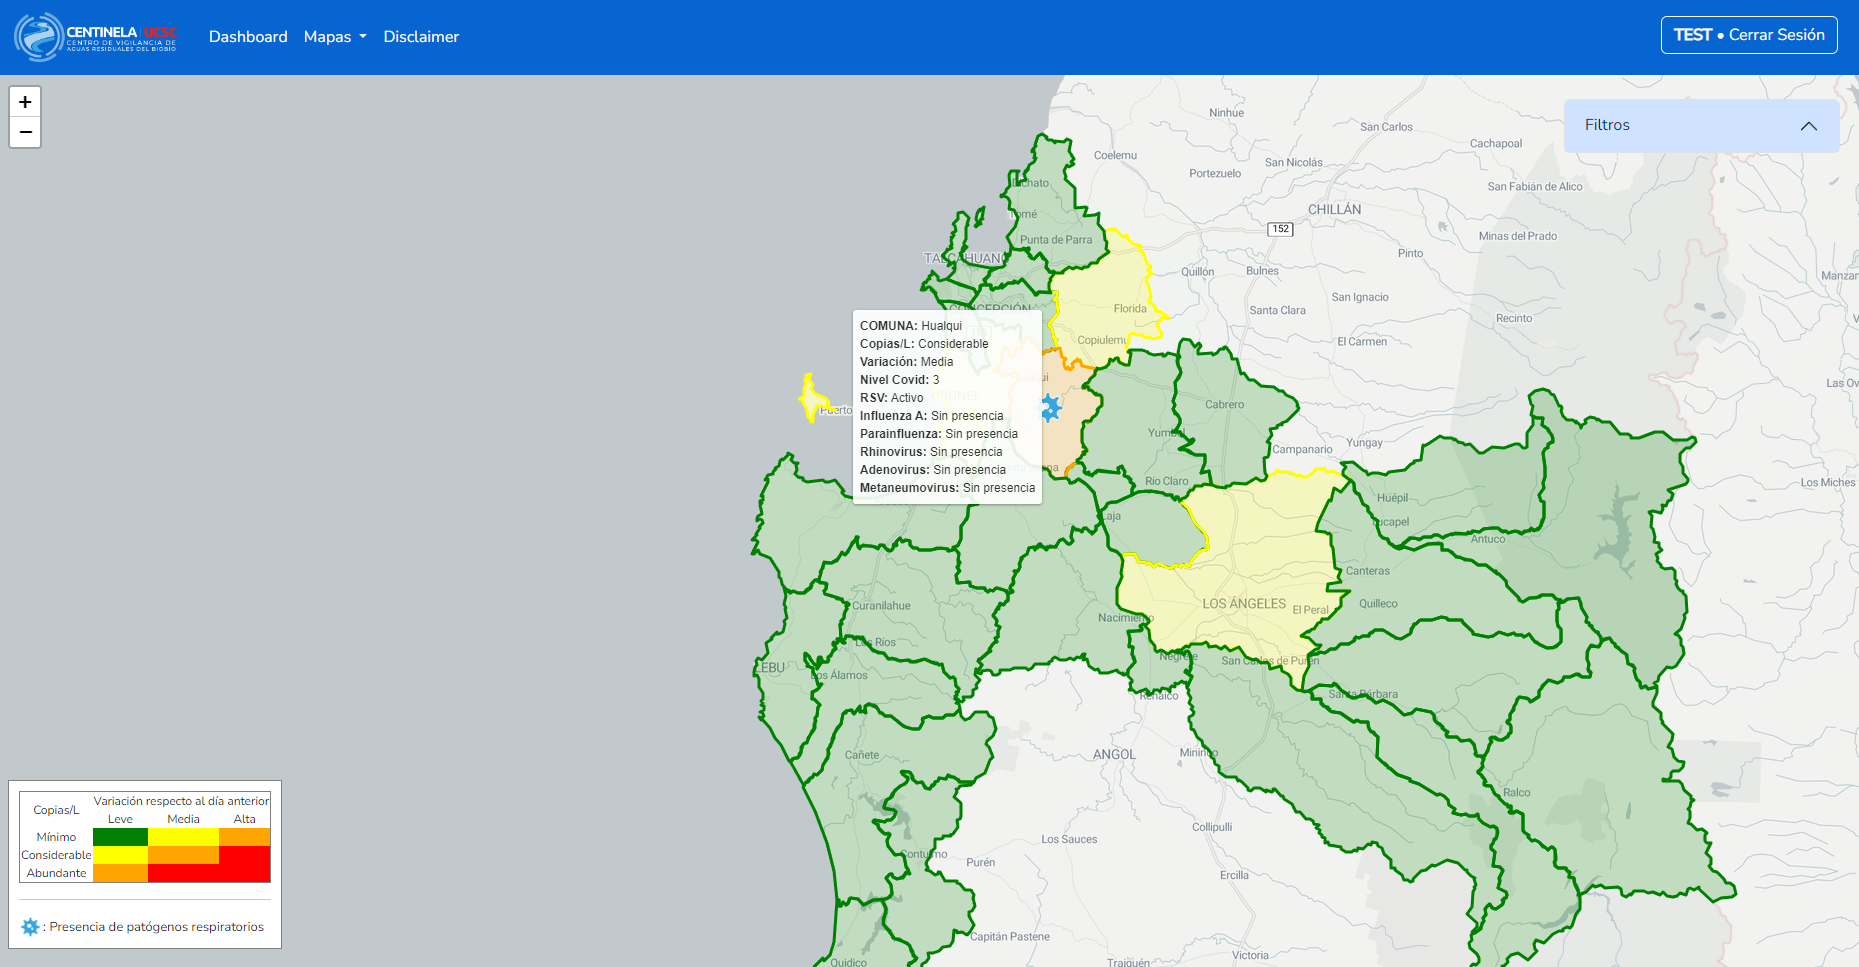 CENTINELA | UCSC
CENTRO DE VIGILANCIA DE
AGUAS RESIDUALES DEL BIOBÍO
Dashboard
Mapas
Disclaimer
TEST • Cerrar Sesión
+
−
Filtros
Ninhue
San Carlos
Cachapoal
Coelemu
San Nicolás
Portezuelo
San Fabián de Alico
Dichato
CHILLÁN
Tomé
152
Punta de Parra
Minas del Prado
Pinto
TALCAHUANO
Quillón
Bulnes
Manzar
San Ignacio
CONCEPCIÓN
Florida
Santa Clara
Recinto
Copiulemu
El Carmen
COMUNA: Hualqui
Copias/L: Considerable
Variación: Media
Nivel Covid: 3
RSV: Activo
Influenza A: Sin presencia
Parainfluenza: Sin presencia
Rhinovirus: Sin presencia
Adenovirus: Sin presencia
Metaneumovirus: Sin presencia
Las Ov
Puerto
Cabrero
Yumbel
Yungay
Campanario
Río Claro
Los Miches
Huépil
Laja
Tucapel
Antuco
Canteras
LOS ÁNGELES
El Peral
Quilleco
Curanilahue
Nacimiento
Los Ríos
Negrete
San Carlos de Purén
LEBU
Los Álamos
Santa Bárbara
Renaico
Cañete
ANGOL
Mininco
Ralco
Los Sauces
Collipulli
Contulmo
Purén
Ercilla
Capitán Pastene
Quidico
Traiguén
Victoria
Copias/L
Variación respecto al día anterior
Leve Media Alta
Mínimo
Considerable
Abundante
: Presencia de patógenos respiratorios